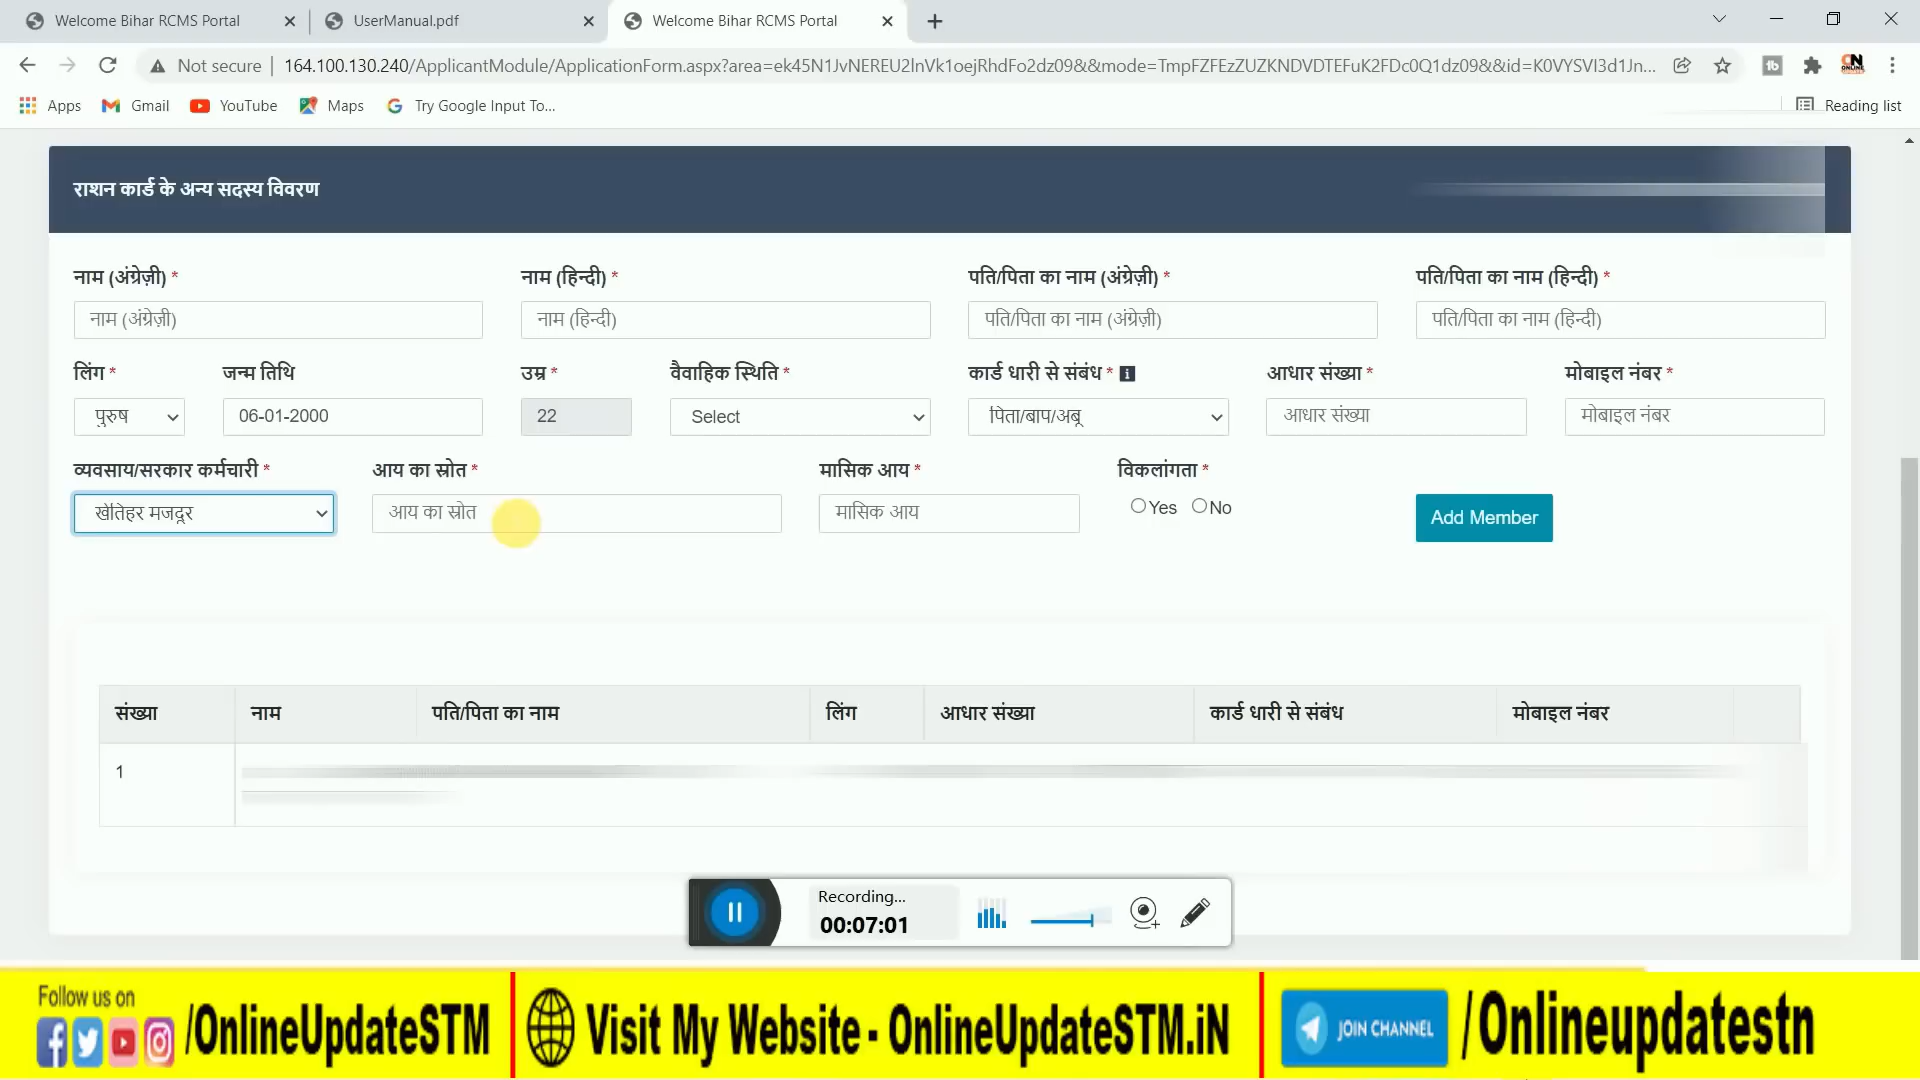 Welcome Bihar RCMS Portal
UserManual.pdf
Welcome Bihar RCMS Portal
Not secure
164.100.130.240/ApplicantModule/ApplicationForm.aspx?area=ek45N1JvNEREU2lnVk1oejRhdFo2dz09&&mode=TmpFZFEzZUZKNDVDTEFuK2FDc0Q1dz09&&id=K0VYSVI3d1Jn...
Apps
Gmail
YouTube
Maps
Try Google Input To...
Reading list
राशन कार्ड के अन्य सदस्य विवरण
नाम (अंग्रेज़ी) *
नाम (हिन्दी) *
पति/पिता का नाम (अंग्रेज़ी) *
पति/पिता का नाम (हिन्दी) *
नाम (अंग्रेज़ी)
नाम (हिन्दी)
पति/पिता का नाम (अंग्रेज़ी)
पति/पिता का नाम (हिन्दी)
लिंग *
जन्म तिथि
उम्र *
वैवाहिक स्थिति *
कार्ड धारी से संबंध *
आधार संख्या *
मोबाइल नंबर *
पुरुष
06-01-2000
22
Select
पिता/बाप/अबू
आधार संख्या
मोबाइल नंबर
व्यवसाय/सरकार कर्मचारी *
आय का स्रोत *
मासिक आय *
विकलांगता *
खेतिहर मजदूर
आय का स्रोत
मासिक आय
Yes
No
Add Member
संख्या
नाम
पति/पिता का नाम
लिंग
आधार संख्या
कार्ड धारी से संबंध
मोबाइल नंबर
1
Recording...
00:07:01
Follow us on
/OnlineUpdateSTM
Visit My Website - OnlineUpdateSTM.iN
JOIN CHANNEL
/Onlineupdatestn